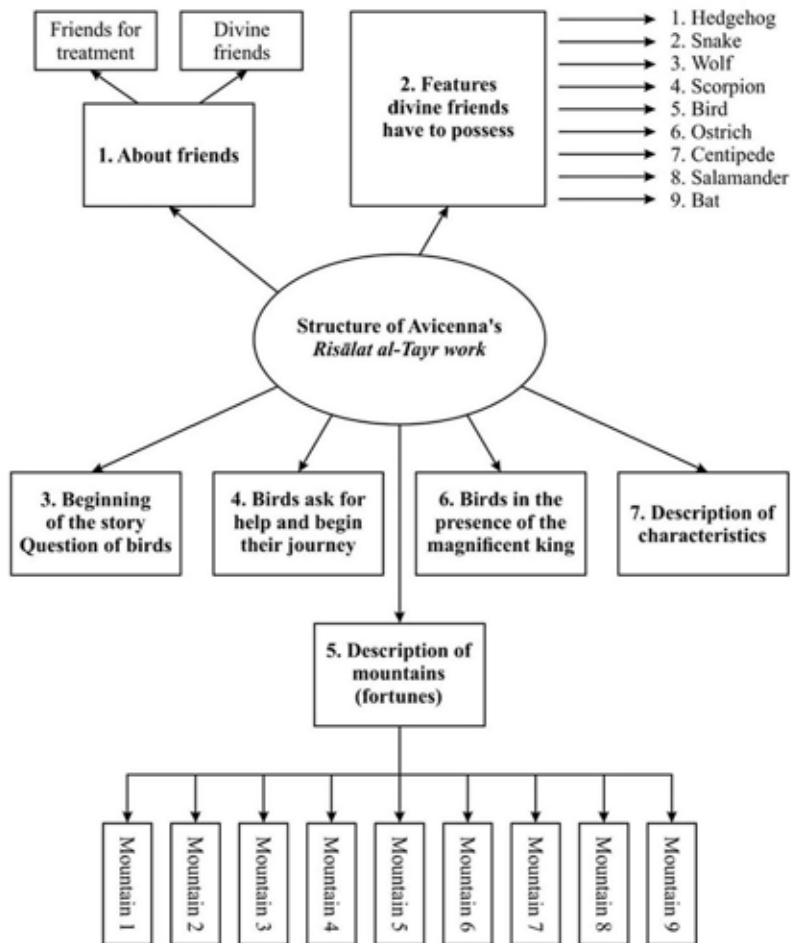 Friends for
treatment
Divine
friends
1. About friends
2. Features
divine friends
have to possess
1. Hedgehog
2. Snake
3. Wolf
4. Scorpion
5. Bird
6. Ostrich
7. Centipede
8. Salamander
9. Bat
Structure of Avicenna's
Risālat al-Tayr work
3. Beginning
of the story
Question of birds
4. Birds ask for
help and begin
their journey
6. Birds in the
presence of the
magnificent king
7. Description of
characteristics
5. Description of
mountains
(fortunes)
Mountain 1
Mountain 2
Mountain 3
Mountain 4
Mountain 5
Mountain 6
Mountain 7
Mountain 8
Mountain 9